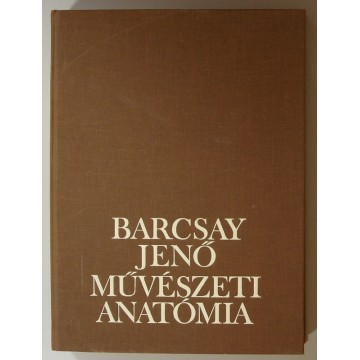 BARCSAY
JENŐ
MŰVÉSZETI
ANATÓMIA